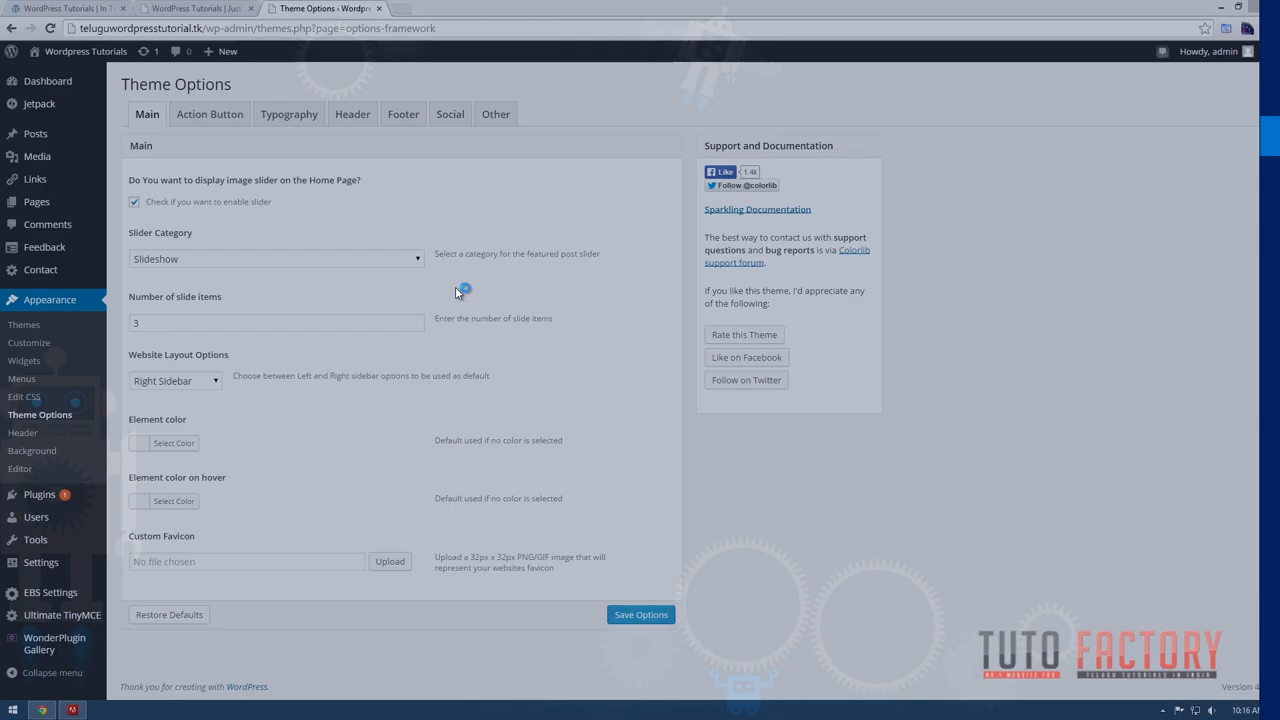 WordPress Tutorials | In T
WordPress Tutorials | Just
Theme Options ‹ Wordpr
teluguwordpresstutorial.tk/wp-admin/themes.php?page=options-framework
Wordpress Tutorials
1
0
New
Howdy, admin
Dashboard
Jetpack
Posts
Media
Links
Pages
Comments
Feedback
Contact
Appearance
Themes
Customize
Widgets
Menus
Edit CSS
Theme Options
Header
Background
Editor
Plugins 1
Users
Tools
Settings
EBS Settings
Ultimate TinyMCE
WonderPlugin
Gallery
Collapse menu
Theme Options
Main
Action Button
Typography
Header
Footer
Social
Other
Main
Do You want to display image slider on the Home Page?
Check if you want to enable slider
Slider Category
Slideshow
Select a category for the featured post slider
Number of slide items
3
Enter the number of slide items
Website Layout Options
Right Sidebar
Choose between Left and Right sidebar options to be used as default
Element color
Select Color
Default used if no color is selected
Element color on hover
Select Color
Default used if no color is selected
Custom Favicon
No file chosen
Upload
Upload a 32px x 32px PNG/GIF image that will
represent your websites favicon
Restore Defaults
Save Options
Support and Documentation
Like
1.4k
Follow @colorlib
Sparkling Documentation
The best way to contact us with support
questions and bug reports is via Colorlib
support forum.
If you like this theme, I'd appreciate any
of the following:
Rate this Theme
Like on Facebook
Follow on Twitter
TUTO FACTORY
NO.1 WEBSITE FOR
TELUGU TUTORIALS IN INDIA
Thank you for creating with WordPress.
Version 4
10:16 AM